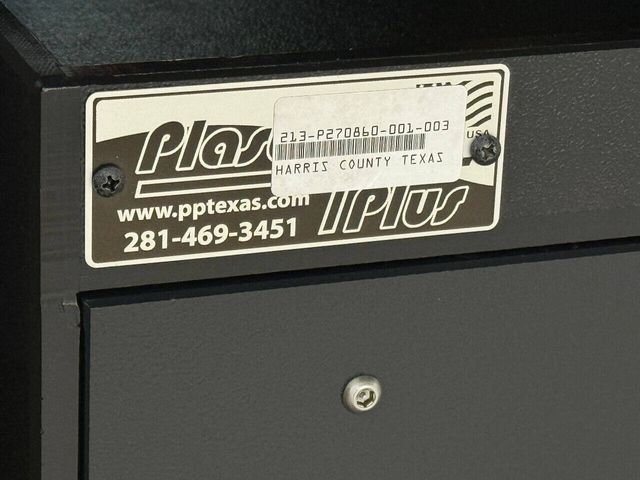 213-P270860-001-003
HARRIS COUNTY TEXAS
USA
Plus
www.pptexas.com
281-469-3451